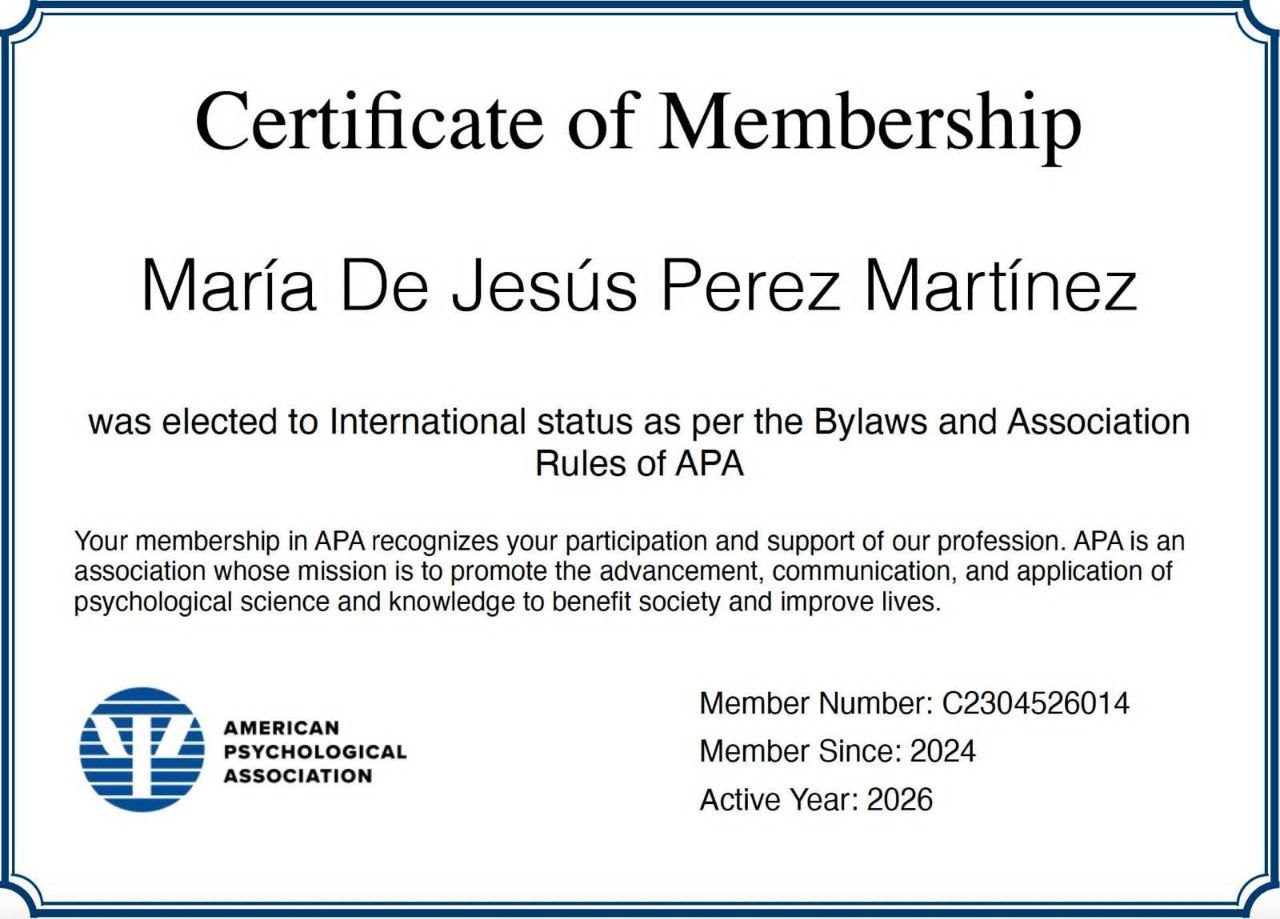 Certificate of Membership
María De Jesús Perez Martínez
was elected to International status as per the Bylaws and Association
Rules of APA
Your membership in APA recognizes your participation and support of our profession. APA is an
association whose mission is to promote the advancement, communication, and application of
psychological science and knowledge to benefit society and improve lives.
AMERICAN
PSYCHOLOGICAL
ASSOCIATION
Member Number: C2304526014
Member Since: 2024
Active Year: 2026